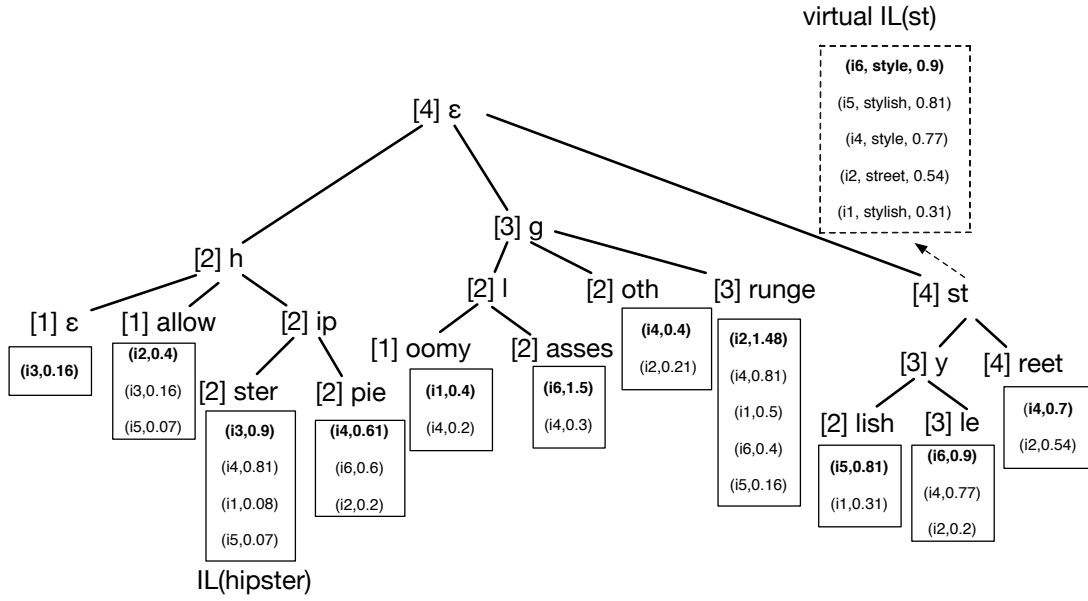 virtual IL(st)
(i6, style, 0.9)
(i5, stylish, 0.81)
(i4, style, 0.77)
(i2, street, 0.54)
(i1, stylish, 0.31)
[4] ε
[3] g
[2] h
[2] l
[2] oth
[3] runge
[4] st
[1] ε
[1] allow
[2] ip
(i3,0.16)
(i2,0.4)
(i3,0.16)
(i5,0.07)
[2] ster
(i3,0.9)
(i4,0.81)
(i1,0.08)
(i5,0.07)
IL(hipster)
[2] pie
(i4,0.61)
(i6,0.6)
(i2,0.2)
[1] oomy
(i1,0.4)
(i4,0.2)
[2] asses
(i6,1.5)
(i4,0.3)
(i4,0.4)
(i2,0.21)
(i2,1.48)
(i4,0.81)
(i1,0.5)
(i6,0.4)
(i5,0.16)
[3] y
[4] reet
[2] lish
(i5,0.81)
(i1,0.31)
[3] le
(i6,0.9)
(i4,0.77)
(i2,0.2)
(i4,0.7)
(i2,0.54)